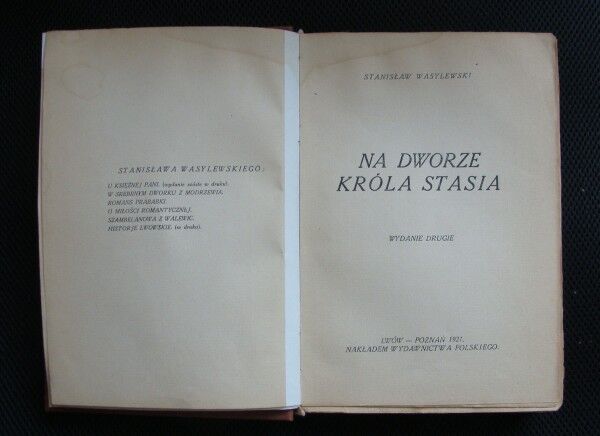 STANISŁAWA WASYLEWSKIEGO:
U KSIĘŻNEJ PANI. (wydanie szóste w druku).
W SREBRNYM DWORKU Z MODRZEWIA.
ROMANS PRABABKI.
O MIŁOŚCI ROMANTYCZNEJ.
SZAMBELANOWA Z WALEWIC.
HISTORJE LWOWSKIE. (w druku).
STANISŁAW WASYLEWSKI
NA DWORZE
KRÓLA STASIA
WYDANIE DRUGIE
LWÓW — POZNAŃ 1921.
NAKŁADEM WYDAWNICTWA POLSKIEGO.